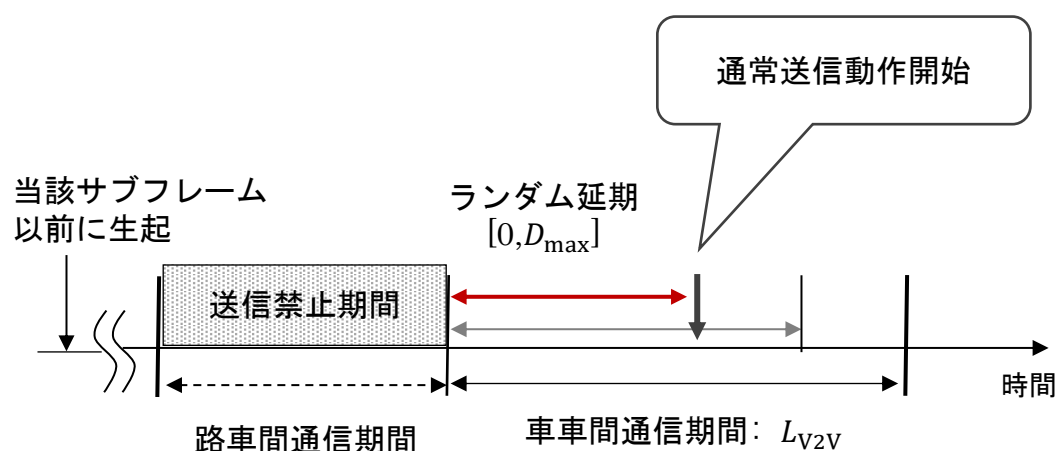 通常送信動作開始
当該サブフレーム
以前に生起
ランダム延期
[0,D_max]
送信禁止期間
時間
路車間通信期間
車車間通信期間： L_V2V